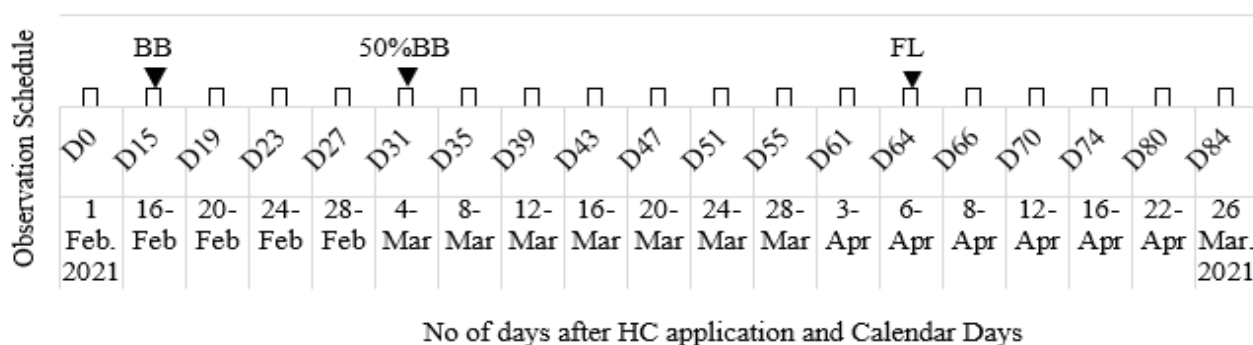 Observation Schedule
BB 50%BB FL
D0 D15 D19 D23 D27 D31 D35 D39 D43 D47 D51 D55 D61 D64 D66 D70 D74 D80 D84
1 16- 20- 24- 28- 4- 8- 12- 16- 20- 24- 28- 3- 6- 8- 12- 16- 22- 26
Feb. Feb Feb Feb Feb Mar Mar Mar Mar Mar Mar Mar Apr Apr Apr Apr Apr Apr Mar.
2021 2021
No of days after HC application and Calendar Days